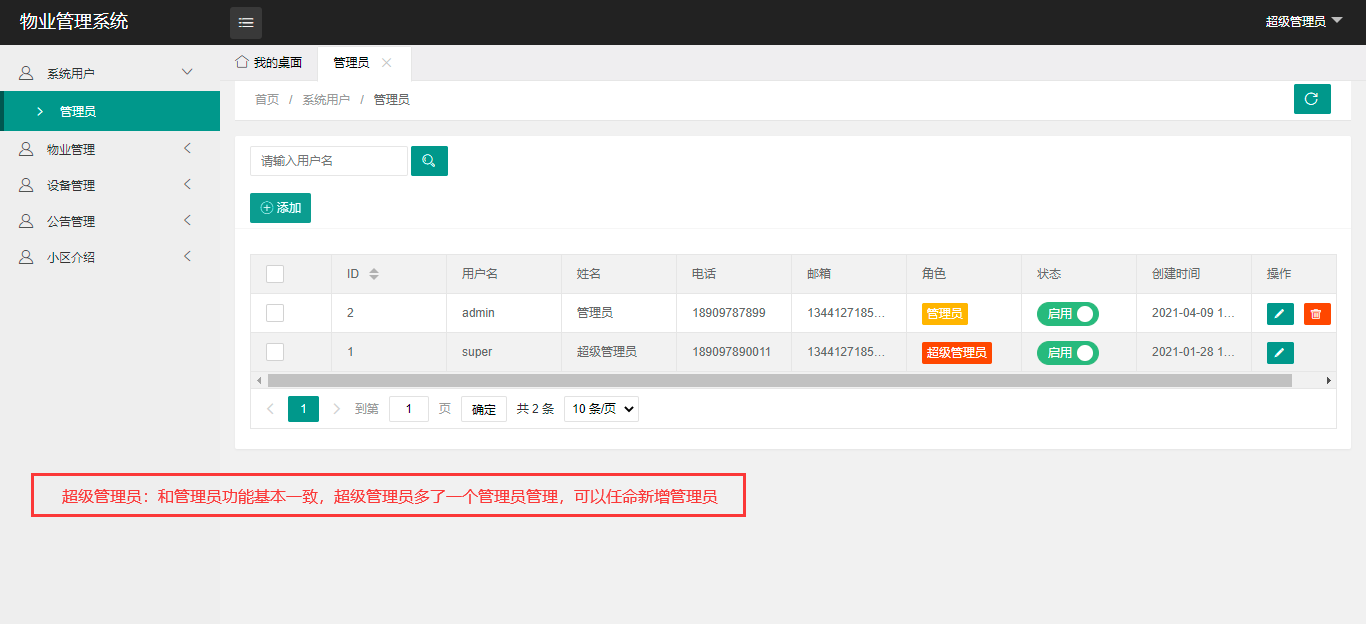 物业管理系统
超级管理员
系统用户
管理员
物业管理
设备管理
公告管理
小区介绍
我的桌面 管理员
首页 / 系统用户 / 管理员
请输入用户名
添加
ID 用户名 姓名 电话 邮箱 角色 状态 创建时间 操作
2 admin 管理员 18909787899 1344127185... 管理员 启用 2021-04-09 1...
1 super 超级管理员 189097890011 1344127185... 超级管理员 启用 2021-01-28 1...
1 到第 1 页 确定 共 2 条 10 条/页
超级管理员：和管理员功能基本一致，超级管理员多了一个管理员管理，可以任命新增管理员